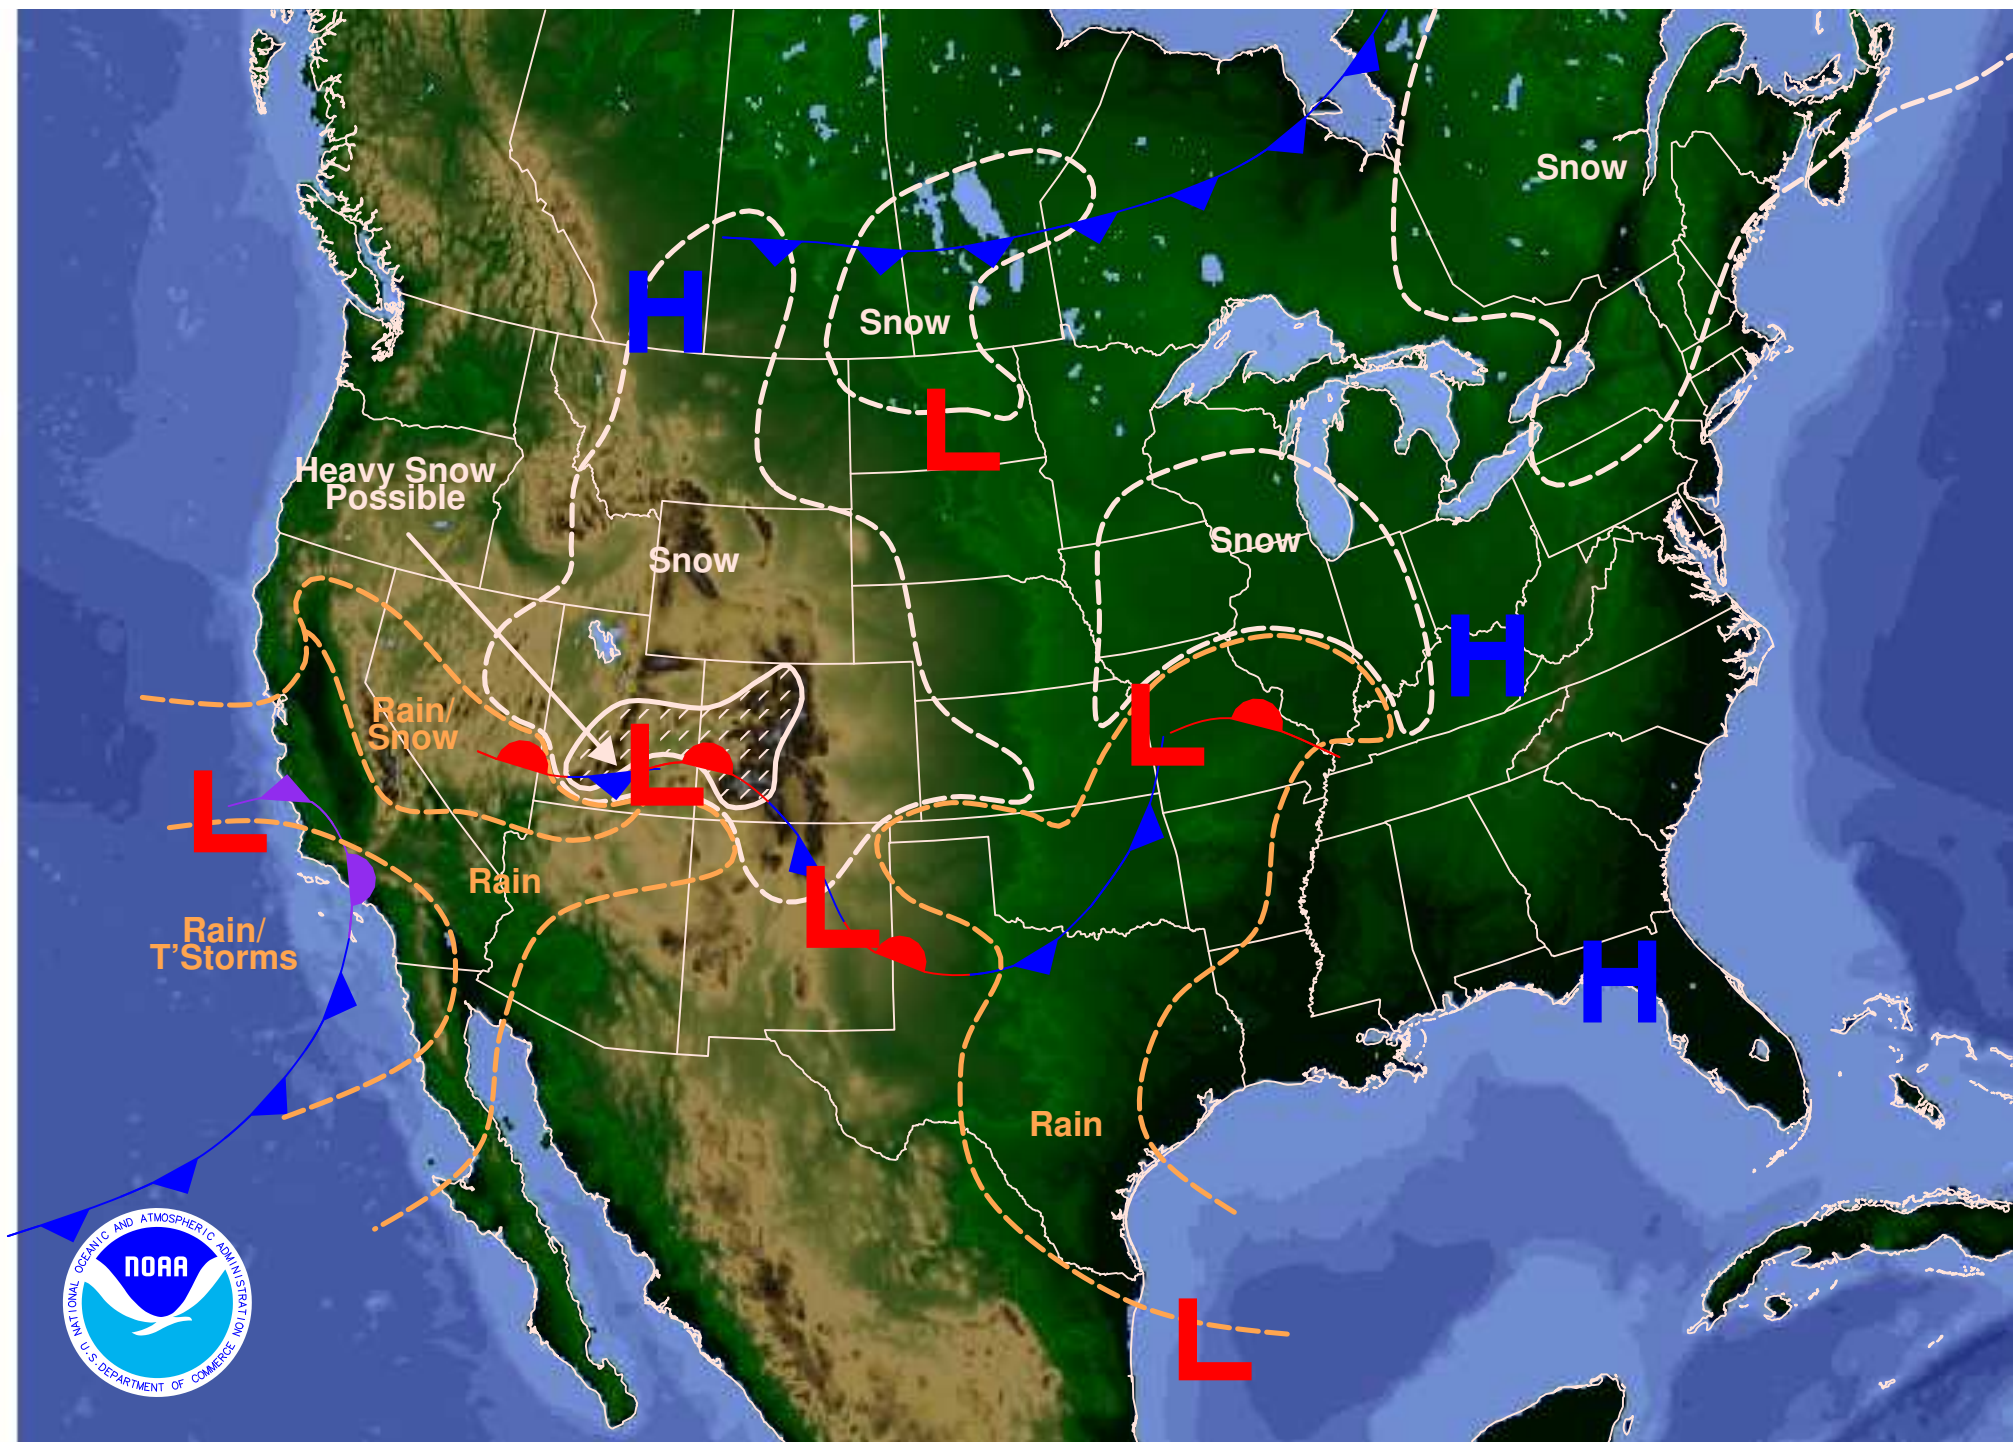 Snow
H
Snow
L
Heavy Snow
Possible
Snow
Snow
H
Rain/
Snow
L
L
L
Rain
L
Rain/
T'Storms
H
Rain
L
NATIONAL OCEANIC AND ATMOSPHERIC ADMINISTRATION
NOAA
U.S. DEPARTMENT OF COMMERCE